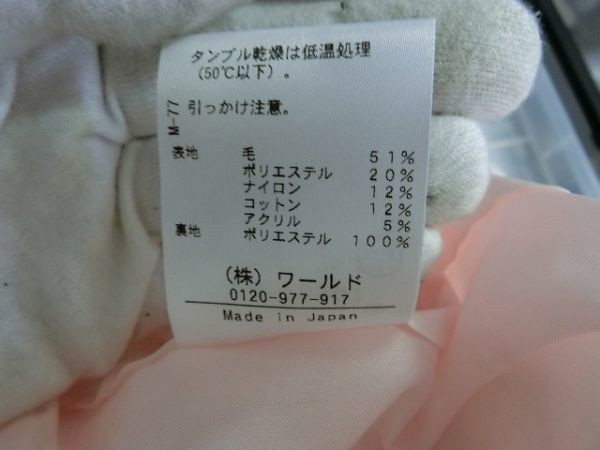 タンブル乾燥は低温処理
(50℃以下)。
M-77 引っかけ注意。
表地 毛 51%
ポリエステル 20%
ナイロン 12%
コットン 12%
アクリル 5%
裏地 ポリエステル 100%
(株) ワールド
0120-977-917
Made in Japan